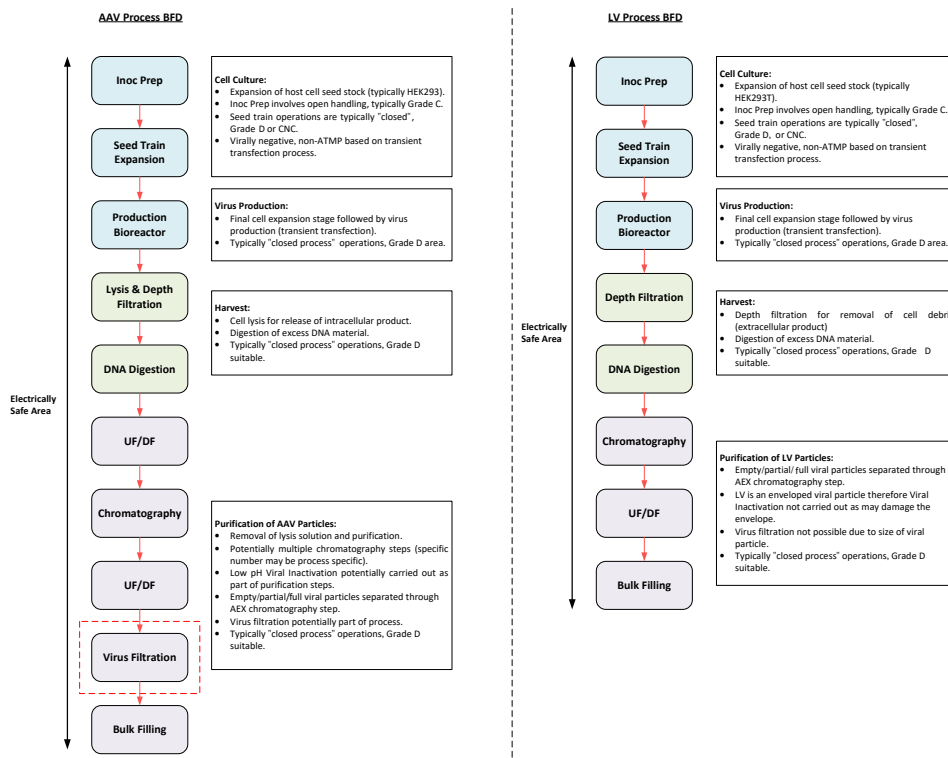 AAV Process BFD
Electrically
Safe Area
Inoc Prep
Seed Train
Expansion
Production
Bioreactor
Lysis & Depth
Filtration
DNA Digestion
UF/DF
Chromatography
UF/DF
Virus Filtration
Bulk Filling
Cell Culture:
• Expansion of host cell seed stock (typically HEK293).
• Inoc Prep involves open handling, typically Grade C.
• Seed train operations are typically "closed",
Grade D or CNC.
• Virally negative, non-ATMP based on transient
transfection process.
Virus Production:
• Final cell expansion stage followed by virus
production (transient transfection).
• Typically "closed process" operations, Grade D area.
Harvest:
• Cell lysis for release of intracellular product.
• Digestion of excess DNA material.
• Typically "closed process" operations, Grade D
suitable.
Purification of AAV Particles:
• Removal of lysis solution and purification.
• Potentially multiple chromatography steps (specific
number may be process specific).
• Low pH Viral Inactivation potentially carried out as
part of purification steps.
• Empty/partial/full viral particles separated through
AEX chromatography step.
• Virus filtration potentially part of process.
• Typically "closed process" operations, Grade D
suitable.
LV Process BFD
Electrically
Safe Area
Inoc Prep
Seed Train
Expansion
Production
Bioreactor
Depth Filtration
DNA Digestion
Chromatography
UF/DF
Bulk Filling
Cell Culture:
• Expansion of host cell seed stock (typically
HEK293T).
• Inoc Prep involves open handling, typically Grade C.
• Seed train operations are typically "closed",
Grade D, or CNC.
• Virally negative, non-ATMP based on transient
transfection process.
Virus Production:
• Final cell expansion stage followed by virus
production (transient transfection).
• Typically "closed process" operations, Grade D area.
Harvest:
• Depth filtration for removal of cell debri
(extracellular product)
• Digestion of excess DNA material.
• Typically "closed process" operations, Grade D
suitable.
Purification of LV Particles:
• Empty/partial/full viral particles separated through
AEX chromatography step.
• LV is an enveloped viral particle therefore Viral
Inactivation not carried out as may damage the
envelope.
• Virus filtration not possible due to size of viral
particle.
• Typically "closed process" operations, Grade D
suitable.